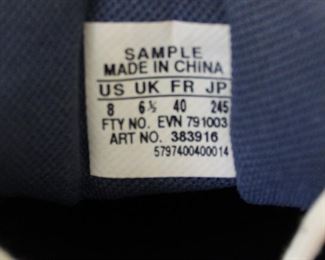 SAMPLE
MADE IN CHINA
US UK FR JP
8 6½ 40 245
FTY NO. EVN 791003
ART NO. 383916
5797400400014